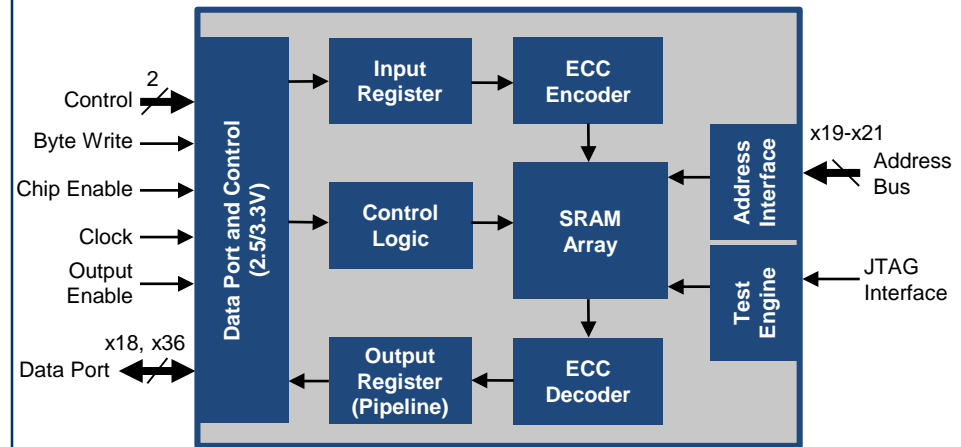 2
Control
Byte Write
Chip Enable
Clock
Output
Enable
x18, x36
Data Port
Data Port and Control
(2.5/3.3V)
Input
Register
ECC
Encoder
Control
Logic
SRAM
Array
Output
Register
(Pipeline)
ECC
Decoder
Address
Interface
Test
Engine
x19-x21
Address
Bus
JTAG
Interface